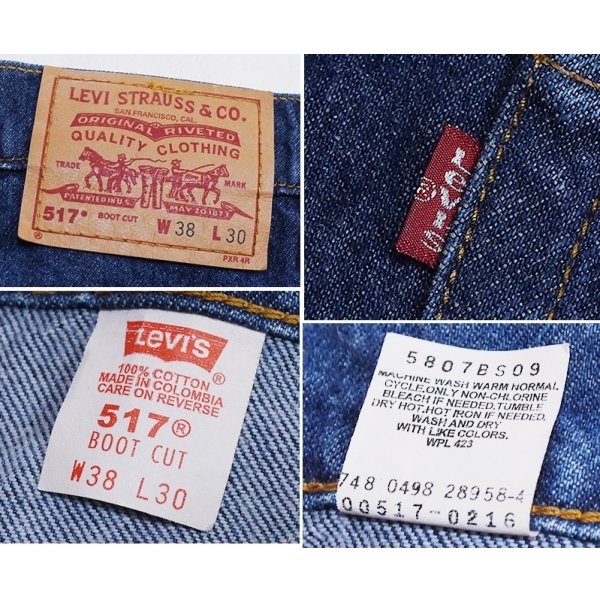 LEVI STRAUSS & CO.
SAN FRANCISCO, CAL.
ORIGINAL RIVETED
QUALITY CLOTHING
TRADE MARK
PATENTED IN U.S. MAY 20 1873
517® BOOT CUT W 38 L 30
® PXR 4R
LEVI'S
®
Levi's
®
100% COTTON
MADE IN COLOMBIA
CARE ON REVERSE
517®
BOOT CUT
W38 L30
5807BS09
MACHINE WASH WARM NORMAL
CYCLE.ONLY NON-CHLORINE
BLEACH IF NEEDED.TUMBLE
DRY HOT.HOT IRON IF NEEDED.
WASH AND DRY
WITH LIKE COLORS.
WPL 423
748 0498 28958-4
00517-0216